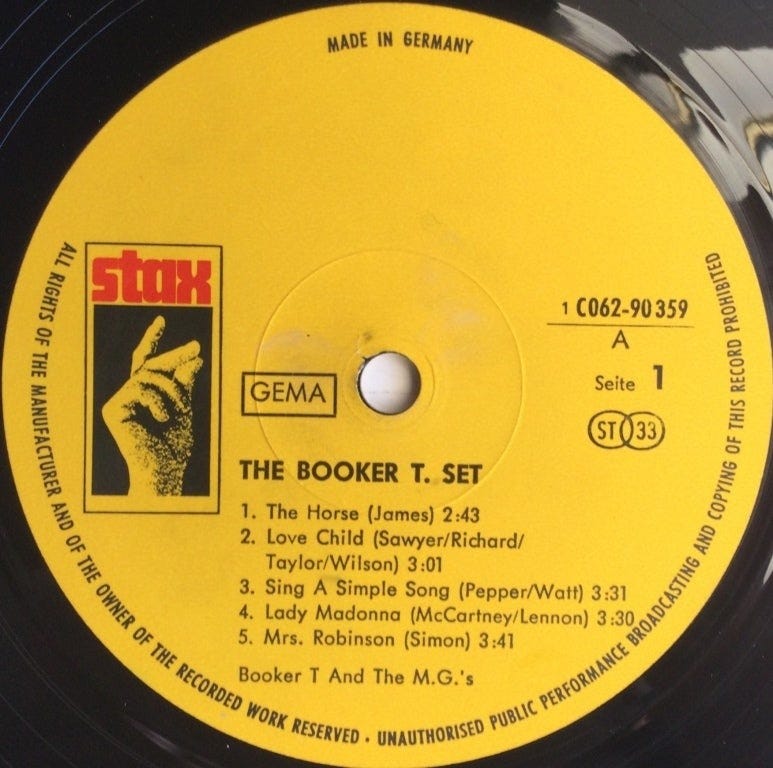 MADE IN GERMANY
stax
1 C062-90 359
A
Seite 1
ST 33
GEMA
THE BOOKER T. SET
1. The Horse (James) 2:43
2. Love Child (Sawyer/Richard/
Taylor/Wilson) 3:01
3. Sing A Simple Song (Pepper/Watt) 3:31
4. Lady Madonna (McCartney/Lennon) 3:30
5. Mrs. Robinson (Simon) 3:41
Booker T And The M.G.'s
ALL RIGHTS OF THE MANUFACTURER AND OF THE OWNER OF THE RECORDED WORK RESERVED · UNAUTHORISED PUBLIC PERFORMANCE BROADCASTING AND COPYING OF THIS RECORD PROHIBITED